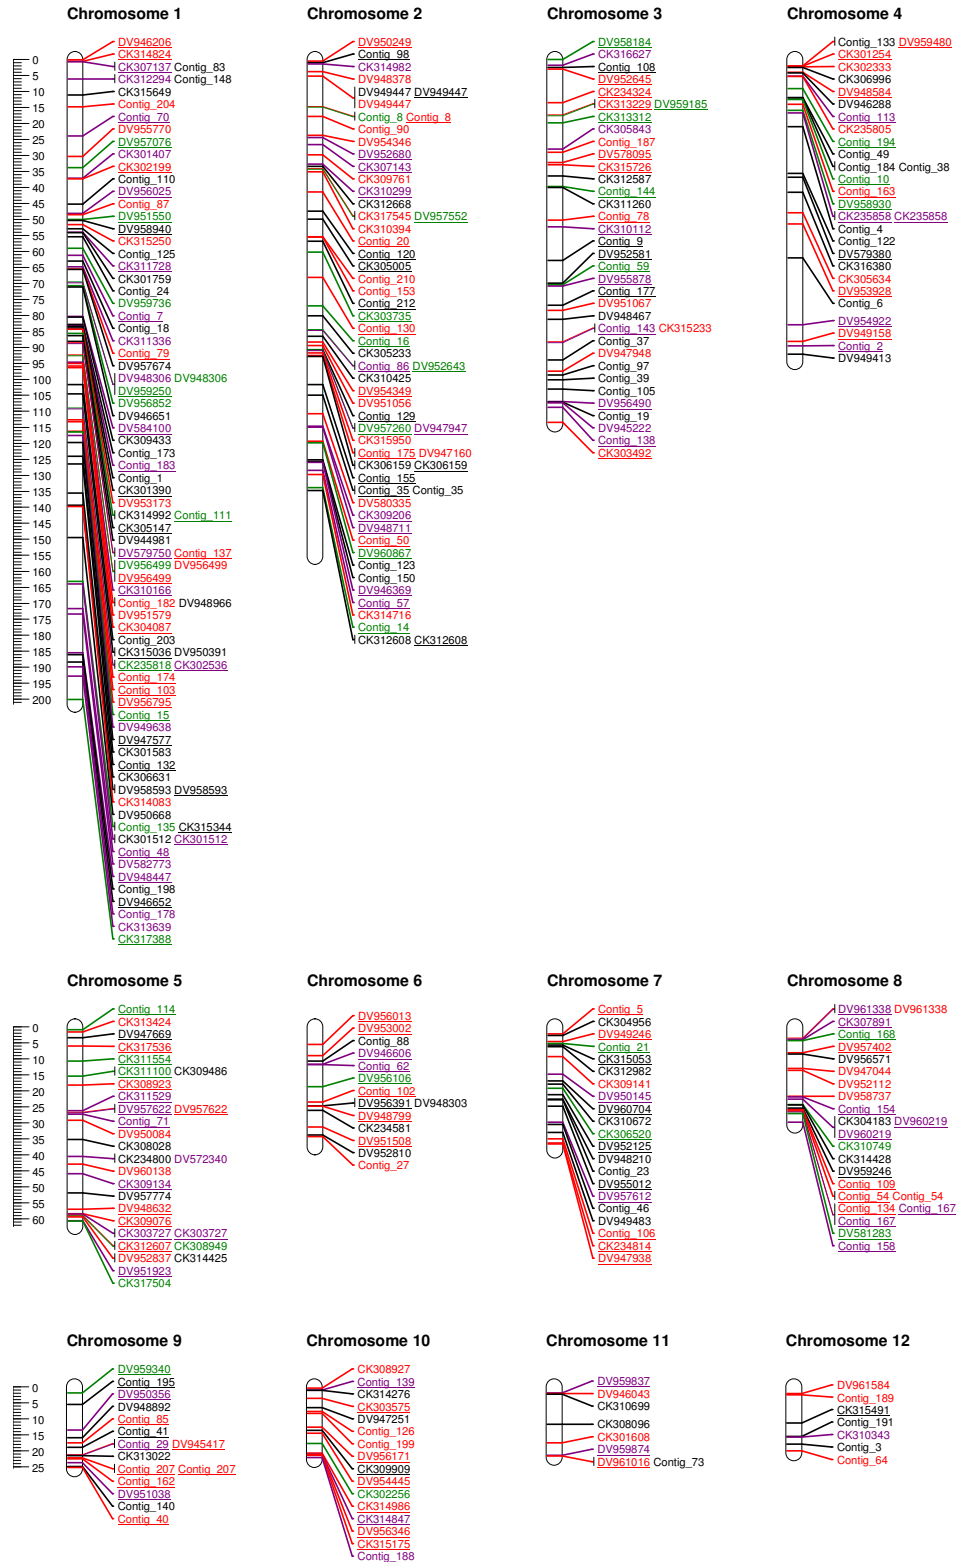 Chromosome 1
DV946206
CK314824
CK307137 Contig_83
CK312294 Contig_148
CK315649
Contig_204
Contig_70
DV955770
DV957076
CK301407
CK302199
Contig_110
DV956025
Contig_87
DV951550
DV958940
CK315250
Contig_125
CK311728
CK301759
Contig_24
DV959736
Contig_7
Contig_18
CK311336
Contig_79
DV957674
DV948306 DV948306
DV959250
DV956852
DV946651
DV584100
CK309433
Contig_173
Contig_183
Contig_1
CK301390
DV953173
CK314992 Contig_111
CK305147
DV944981
DV579750 Contig_137
DV956499 DV956499
DV956499
CK310166
Contig_182 DV948966
DV951579
CK304087
Contig_203
CK315036 DV950391
CK235818 CK302536
Contig_174
Contig_103
DV956795
Contig_15
DV949638
DV947577
CK301583
Contig_132
CK306631
DV958593 DV958593
CK314083
DV950668
Contig_135 CK315344
CK301512 CK301512
Contig_48
DV582773
DV948447
Contig_198
DV946652
Contig_178
CK313639
CK317388
0
5
10
15
20
25
30
35
40
45
50
55
60
65
70
75
80
85
90
95
100
105
110
115
120
125
130
135
140
145
150
155
160
165
170
175
180
185
190
195
200
Chromosome 2
DV950249
Contig_98
CK314982
DV948378
DV949447 DV949447
DV949447
Contig_8 Contig_8
Contig_90
DV954346
DV952680
CK307143
CK309761
CK310299
CK312668
CK317545 DV957552
CK310394
Contig_20
Contig_120
CK305005
Contig_210
Contig_153
Contig_212
CK303735
Contig_130
Contig_16
CK305233
Contig_86 DV952643
CK310425
DV954349
DV951056
Contig_129
DV957260 DV947947
CK315950
Contig_175 DV947160
CK306159 CK306159
Contig_155
Contig_35 Contig_35
DV580335
CK309206
DV948711
Contig_50
DV960867
Contig_123
Contig_150
DV946369
Contig_57
CK314716
Contig_14
CK312608 CK312608
Chromosome 3
DV958184
CK316627
Contig_108
DV952645
CK234324
CK313229 DV959185
CK313312
CK305843
Contig_187
DV578095
CK315726
CK312587
Contig_144
CK311260
Contig_78
CK310112
Contig_9
DV952581
Contig_59
DV955878
Contig_177
DV951067
DV948467
Contig_143 CK315233
Contig_37
DV947948
Contig_97
Contig_39
Contig_105
DV956490
Contig_19
DV945222
Contig_138
CK303492
Chromosome 4
Contig_133 DV959480
CK301254
CK302333
CK306996
DV948584
DV946288
Contig_113
CK235805
Contig_194
Contig_49
Contig_184 Contig_38
Contig_10
Contig_163
DV958930
CK235858 CK235858
Contig_4
Contig_122
DV579380
CK316380
CK305634
DV953928
Contig_6
DV954922
DV949158
Contig_2
DV949413
Chromosome 5
Contig_114
CK313424
DV947669
CK317536
CK311554
CK311100 CK309486
CK308923
CK311529
DV957622 DV957622
Contig_71
DV950084
CK308028
CK234800 DV572340
DV960138
CK309134
DV957774
DV948632
CK309076
CK303727 CK303727
CK312607 CK308949
DV952837 CK314425
DV951923
CK317504
0
5
10
15
20
25
30
35
40
45
50
55
60
Chromosome 6
DV956013
DV953002
Contig_88
DV946606
Contig_62
DV956106
Contig_102
DV956391 DV948303
DV948799
CK234581
DV951508
DV952810
Contig_27
Chromosome 7
Contig_5
CK304956
DV949246
Contig_21
CK315053
CK312982
CK309141
DV950145
DV960704
CK310672
CK306520
DV952125
DV948210
Contig_23
DV955012
DV957612
Contig_46
DV949483
Contig_106
CK234814
DV947938
Chromosome 8
DV961338 DV961338
CK307891
Contig_168
DV957402
DV956571
DV947044
DV952112
DV958737
Contig_154
CK304183 DV960219
DV960219
CK310749
CK314428
DV959246
Contig_109
Contig_54 Contig_54
Contig_134 Contig_167
Contig_167
DV581283
Contig_158
Chromosome 9
DV959340
Contig_195
DV950356
DV948892
Contig_85
Contig_41
Contig_29 DV945417
CK313022
Contig_207 Contig_207
Contig_162
DV951038
Contig_140
Contig_40
0
5
10
15
20
25
Chromosome 10
CK308927
Contig_139
CK314276
CK303575
DV947251
Contig_126
Contig_199
DV956171
CK309909
DV954445
CK302256
CK314986
CK314847
DV956346
CK315175
Contig_188
Chromosome 11
DV959837
DV946043
CK310699
CK308096
CK301608
DV959874
DV961016 Contig_73
Chromosome 12
DV961584
Contig_189
CK315491
Contig_191
CK310343
Contig_3
Contig_64